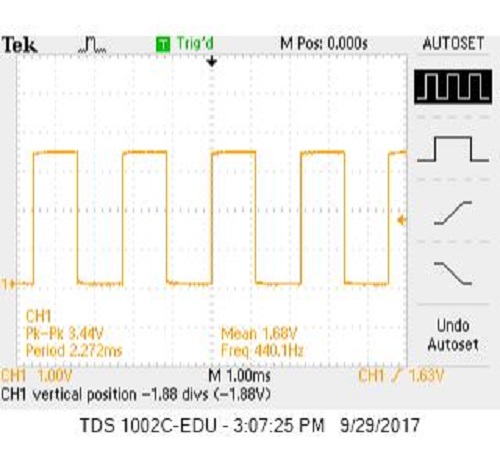 Tek T Trig'd M Pos: 0.000s AUTOSET
1
CH1
Pk-Pk 3.44V Mean 1.68V
Period 2.272ms Freq 440.1Hz
Undo
Autoset
CH1 1.00V M 1.00ms CH1 / 1.63V
CH1 vertical position -1.88 divs (-1.88V)
TDS 1002C-EDU - 3:07:25 PM 9/29/2017